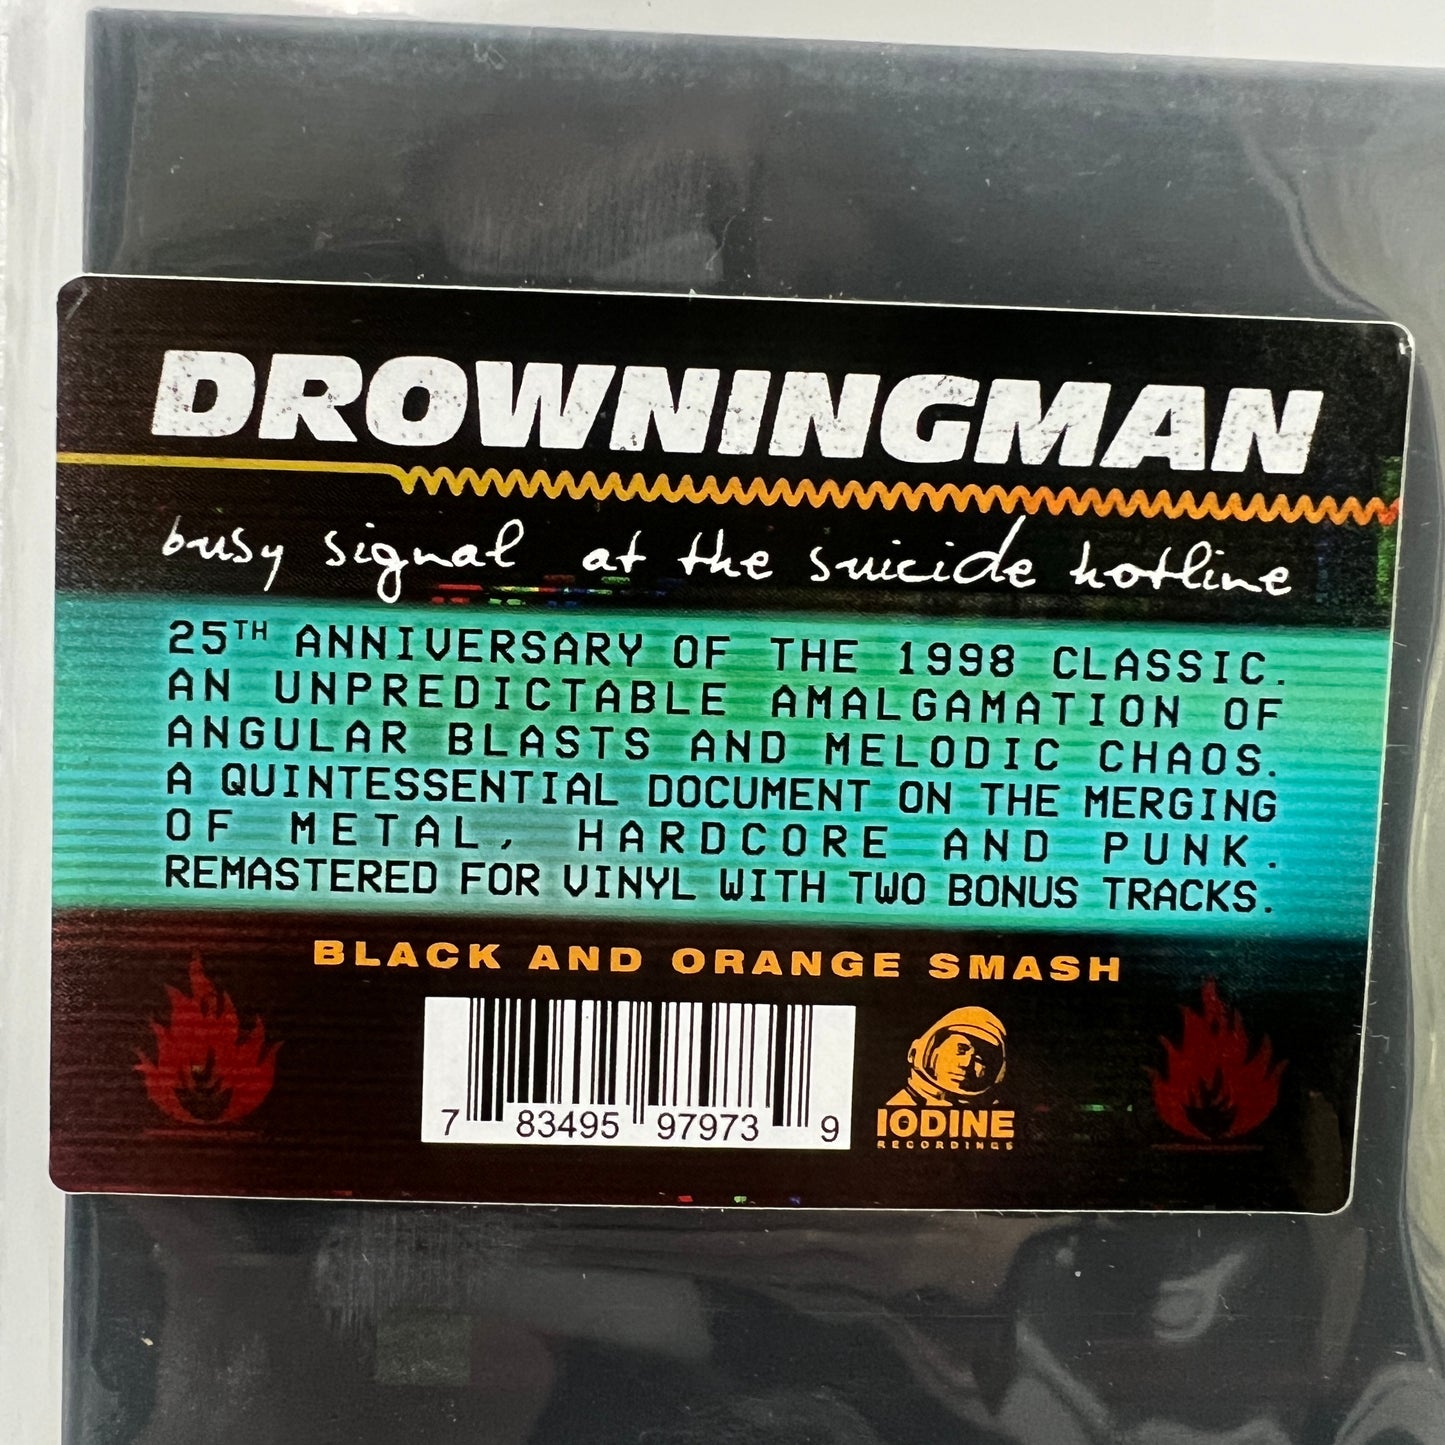 DROWNINGMAN
busy signal at the suicide hotline
25TH ANNIVERSARY OF THE 1998 CLASSIC.
AN UNPREDICTABLE AMALGAMATION OF
ANGULAR BLASTS AND MELODIC CHAOS.
A QUINTESSENTIAL DOCUMENT ON THE MERGING
OF METAL, HARDCORE AND PUNK.
REMASTERED FOR VINYL WITH TWO BONUS TRACKS.
BLACK AND ORANGE SMASH
7 83495 97973 9
IODINE
RECORDINGS